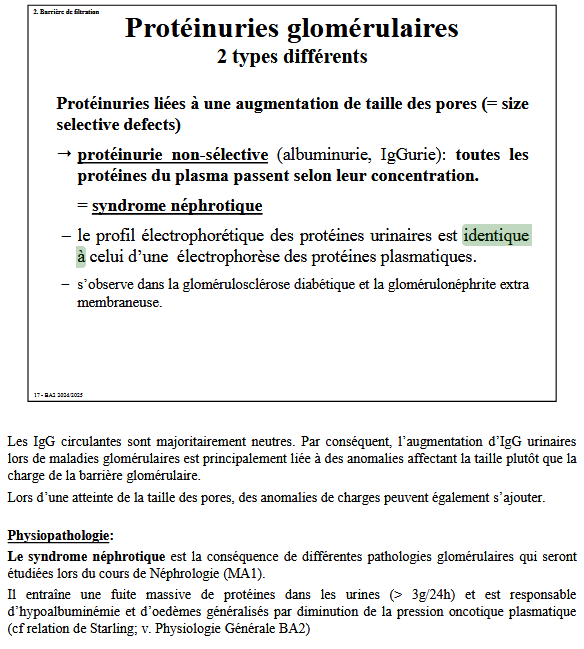 2. Barrière de filtration
Protéinuries glomérulaires
2 types différents
Protéinuries liées à une augmentation de taille des pores (= size
selective defects)
→ protéinurie non-sélective (albuminurie, IgGurie): toutes les
protéines du plasma passent selon leur concentration.
= syndrome néphrotique
– le profil électrophorétique des protéines urinaires est identique
à celui d’une électrophorèse des protéines plasmatiques.
– s’observe dans la glomérulosclérose diabétique et la glomérulonéphrite extra
membraneuse.
17 - BA2 2024/2025
Les IgG circulantes sont majoritairement neutres. Par conséquent, l’augmentation d’IgG urinaires
lors de maladies glomérulaires est principalement liée à des anomalies affectant la taille plutôt que la
charge de la barrière glomérulaire.
Lors d’une atteinte de la taille des pores, des anomalies de charges peuvent également s’ajouter.
Physiopathologie:
Le syndrome néphrotique est la conséquence de différentes pathologies glomérulaires qui seront
étudiées lors du cours de Néphrologie (MA1).
Il entraîne une fuite massive de protéines dans les urines (> 3g/24h) et est responsable
d’hypoalbuminémie et d’oedèmes généralisés par diminution de la pression oncotique plasmatique
(cf relation de Starling; v. Physiologie Générale BA2)